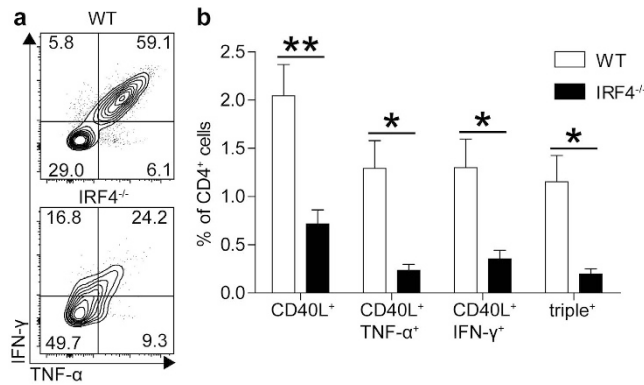 a
WT
5.8 59.1
29.0 6.1
IRF4-/-
16.8 24.2
49.7 9.3
IFN-γ
TNF-α
b
% of CD4+ cells
2.5
2.0
1.5
1.0
0.5
0.0
**
*
*
*
WT
IRF4-/-
CD40L+
CD40L+
TNF-α+
CD40L+
IFN-γ+
triple+